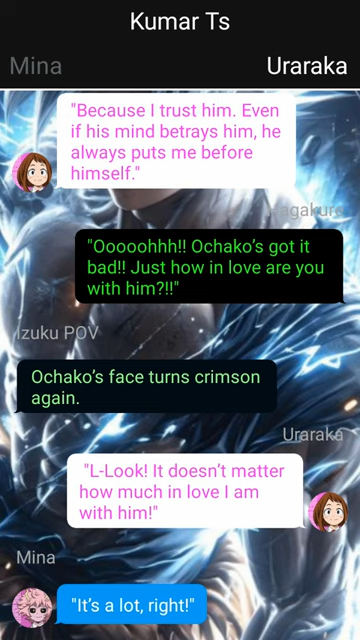 Kumar Ts
Mina
Uraraka
"Because I trust him. Even
if his mind betrays him, he
always puts me before
himself."
Hagakure
"Ooooohhh!! Ochako’s got it
bad!! Just how in love are you
with him?!!"
Izuku POV
Ochako’s face turns crimson
again.
Uraraka
"L-Look! It doesn’t matter
how much in love I am
with him!"
Mina
"It’s a lot, right!"